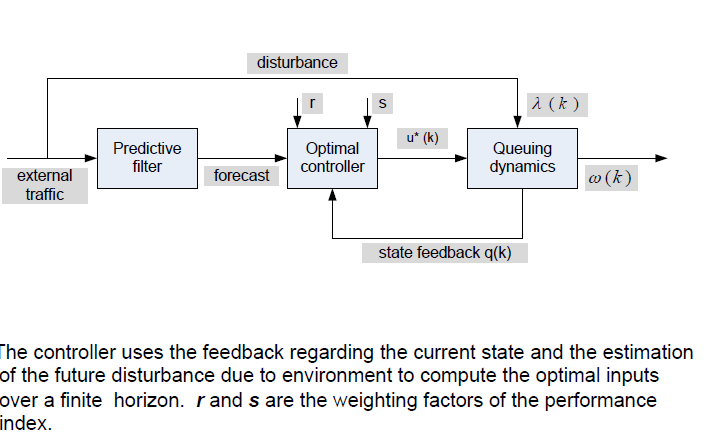 disturbance
r
s
λ (k)
u* (k)
Predictive
filter
Optimal
controller
Queuing
dynamics
external
traffic
forecast
ω(k)
state feedback q(k)
The controller uses the feedback regarding the current state and the estimation
of the future disturbance due to environment to compute the optimal inputs
over a finite horizon. r and s are the weighting factors of the performance
index.